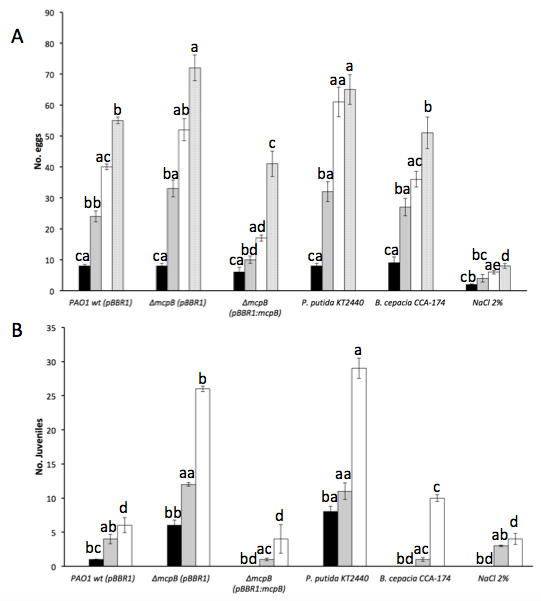 A
90
80
70
60
50
40
30
20
10
0
No. eggs
ca bb ac b
ca ba ab a
ca bd ad c
ca ba aa a
ca ba ac b
cb bc ae d
PAO1 wt (pBBR1) ΔmcpB (pBBR1) ΔmcpB P. putida KT2440 B. cepacia CCA-174 NaCl 2%
(pBBR1:mcpB)
B
35
30
25
20
15
10
5
0
No. Juveniles
bc ab d
bb aa b
bd ac d
ba aa a
bd ac c
bd ab d
PAO1 wt (pBBR1) ΔmcpB (pBBR1) ΔmcpB P. putida KT2440 B. cepacia CCA-174 NaCl 2%
(pBBR1:mcpB)